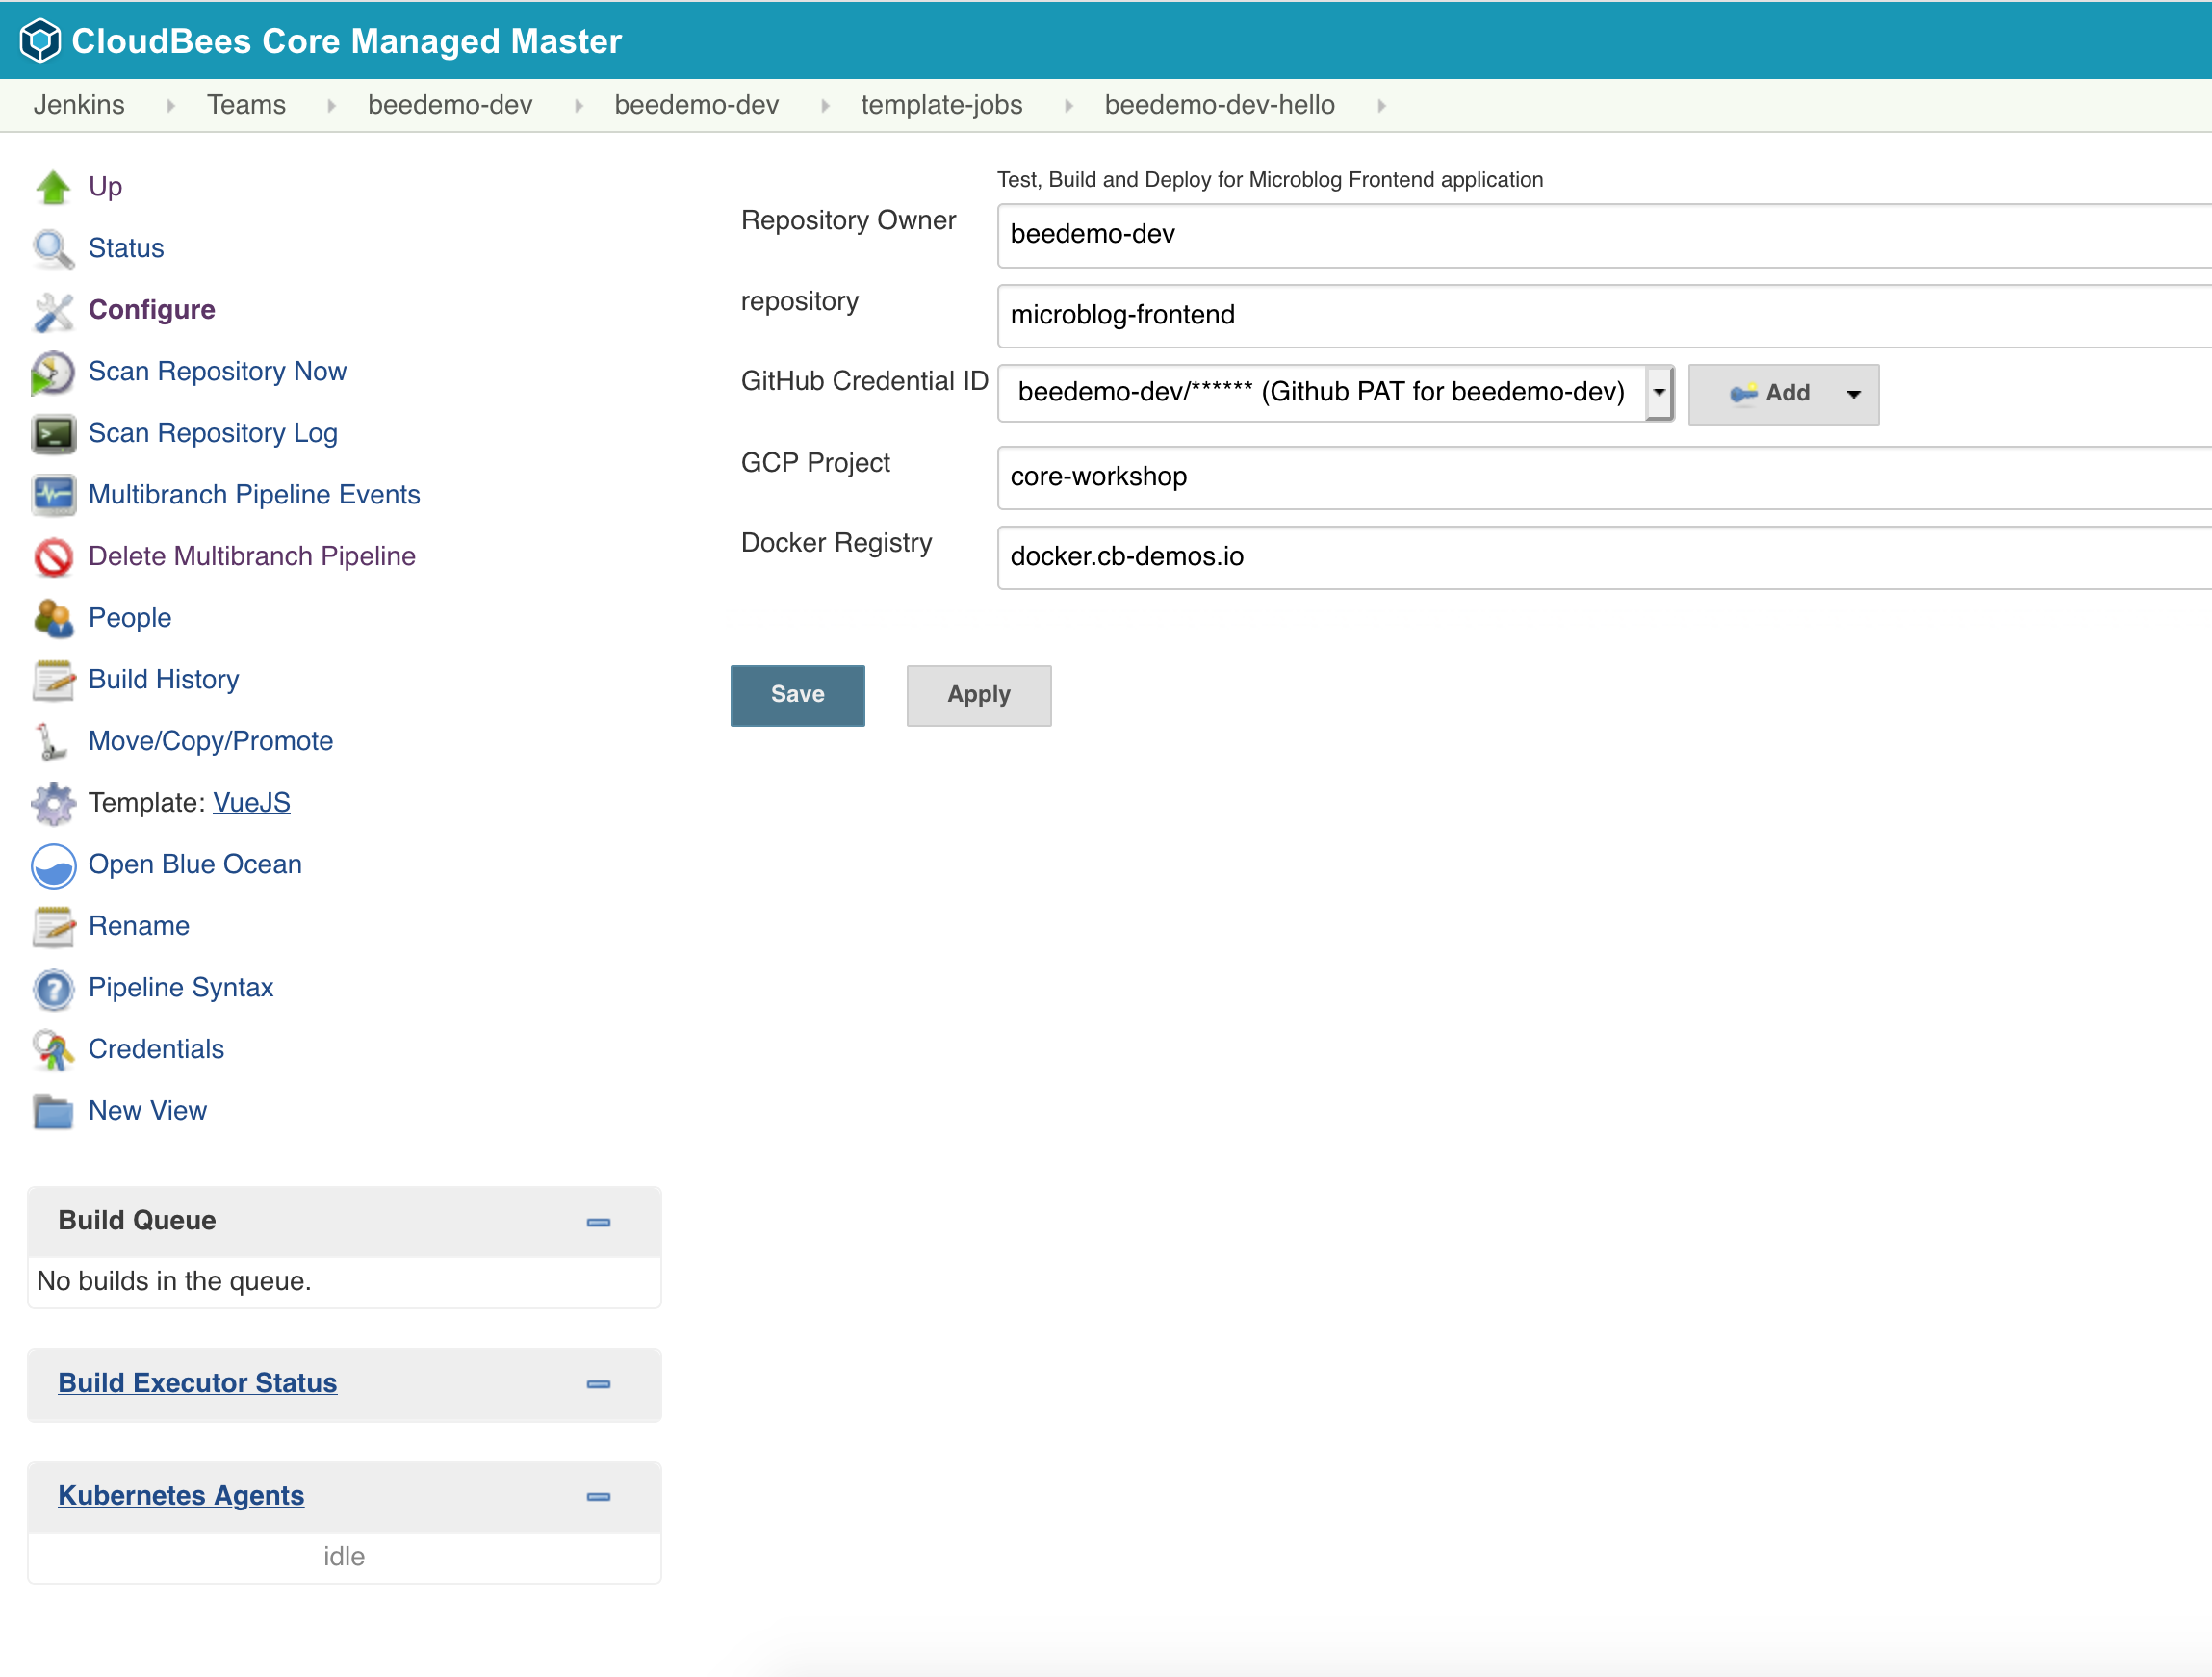 CloudBees Core Managed Master
Jenkins Teams beedemo-dev beedemo-dev template-jobs beedemo-dev-hello
Up
Status
Configure
Scan Repository Now
Scan Repository Log
Multibranch Pipeline Events
Delete Multibranch Pipeline
People
Build History
Move/Copy/Promote
Template: VueJS
Open Blue Ocean
Rename
Pipeline Syntax
Credentials
New View
Build Queue
No builds in the queue.
Build Executor Status
Kubernetes Agents
idle
Test, Build and Deploy for Microblog Frontend application
Repository Owner beedemo-dev
repository microblog-frontend
GitHub Credential ID beedemo-dev/****** (Github PAT for beedemo-dev) Add
GCP Project core-workshop
Docker Registry docker.cb-demos.io
Save Apply